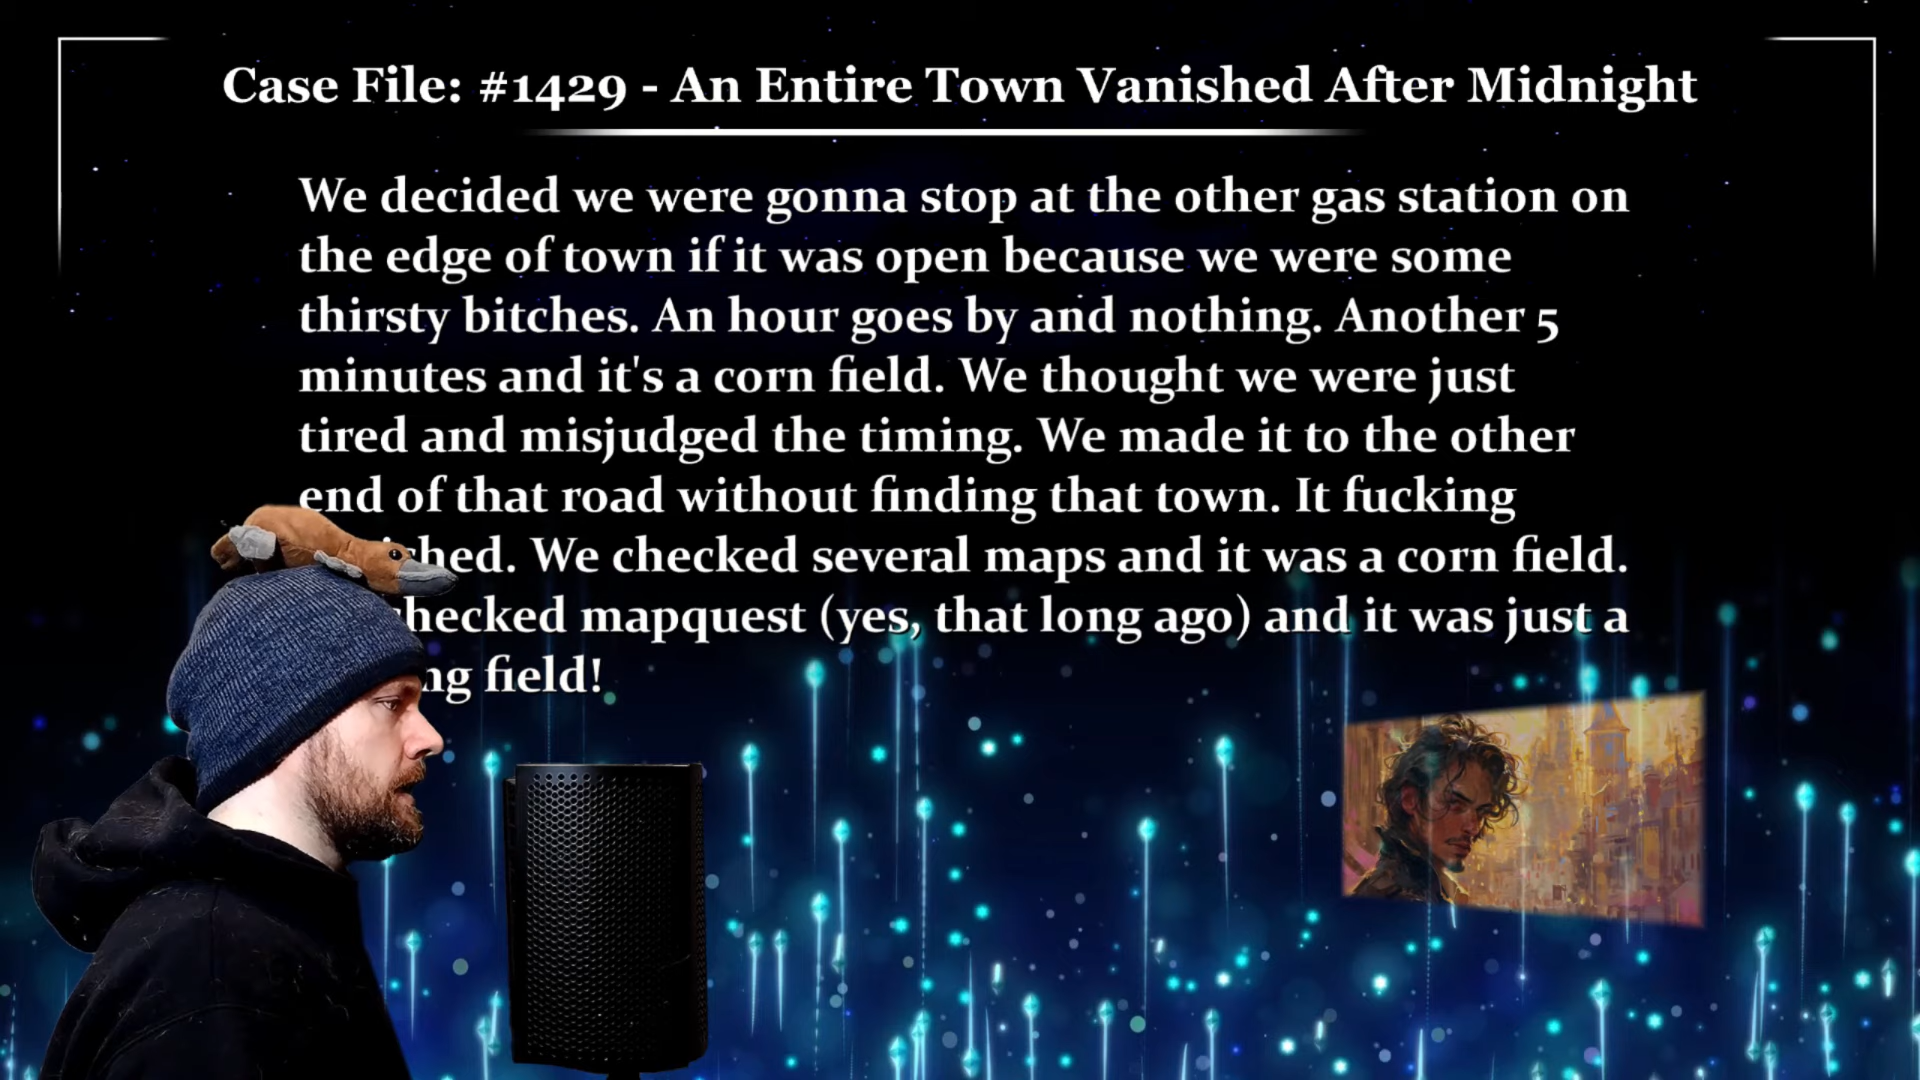 Case File: #1429 - An Entire Town Vanished After Midnight
We decided we were gonna stop at the other gas station on
the edge of town if it was open because we were some
thirsty bitches. An hour goes by and nothing. Another 5
minutes and it's a corn field. We thought we were just
tired and misjudged the timing. We made it to the other
end of that road without finding that town. It fucking
We checked several maps and it was a corn field.
checked mapquest (yes, that long ago) and it was just a
field!